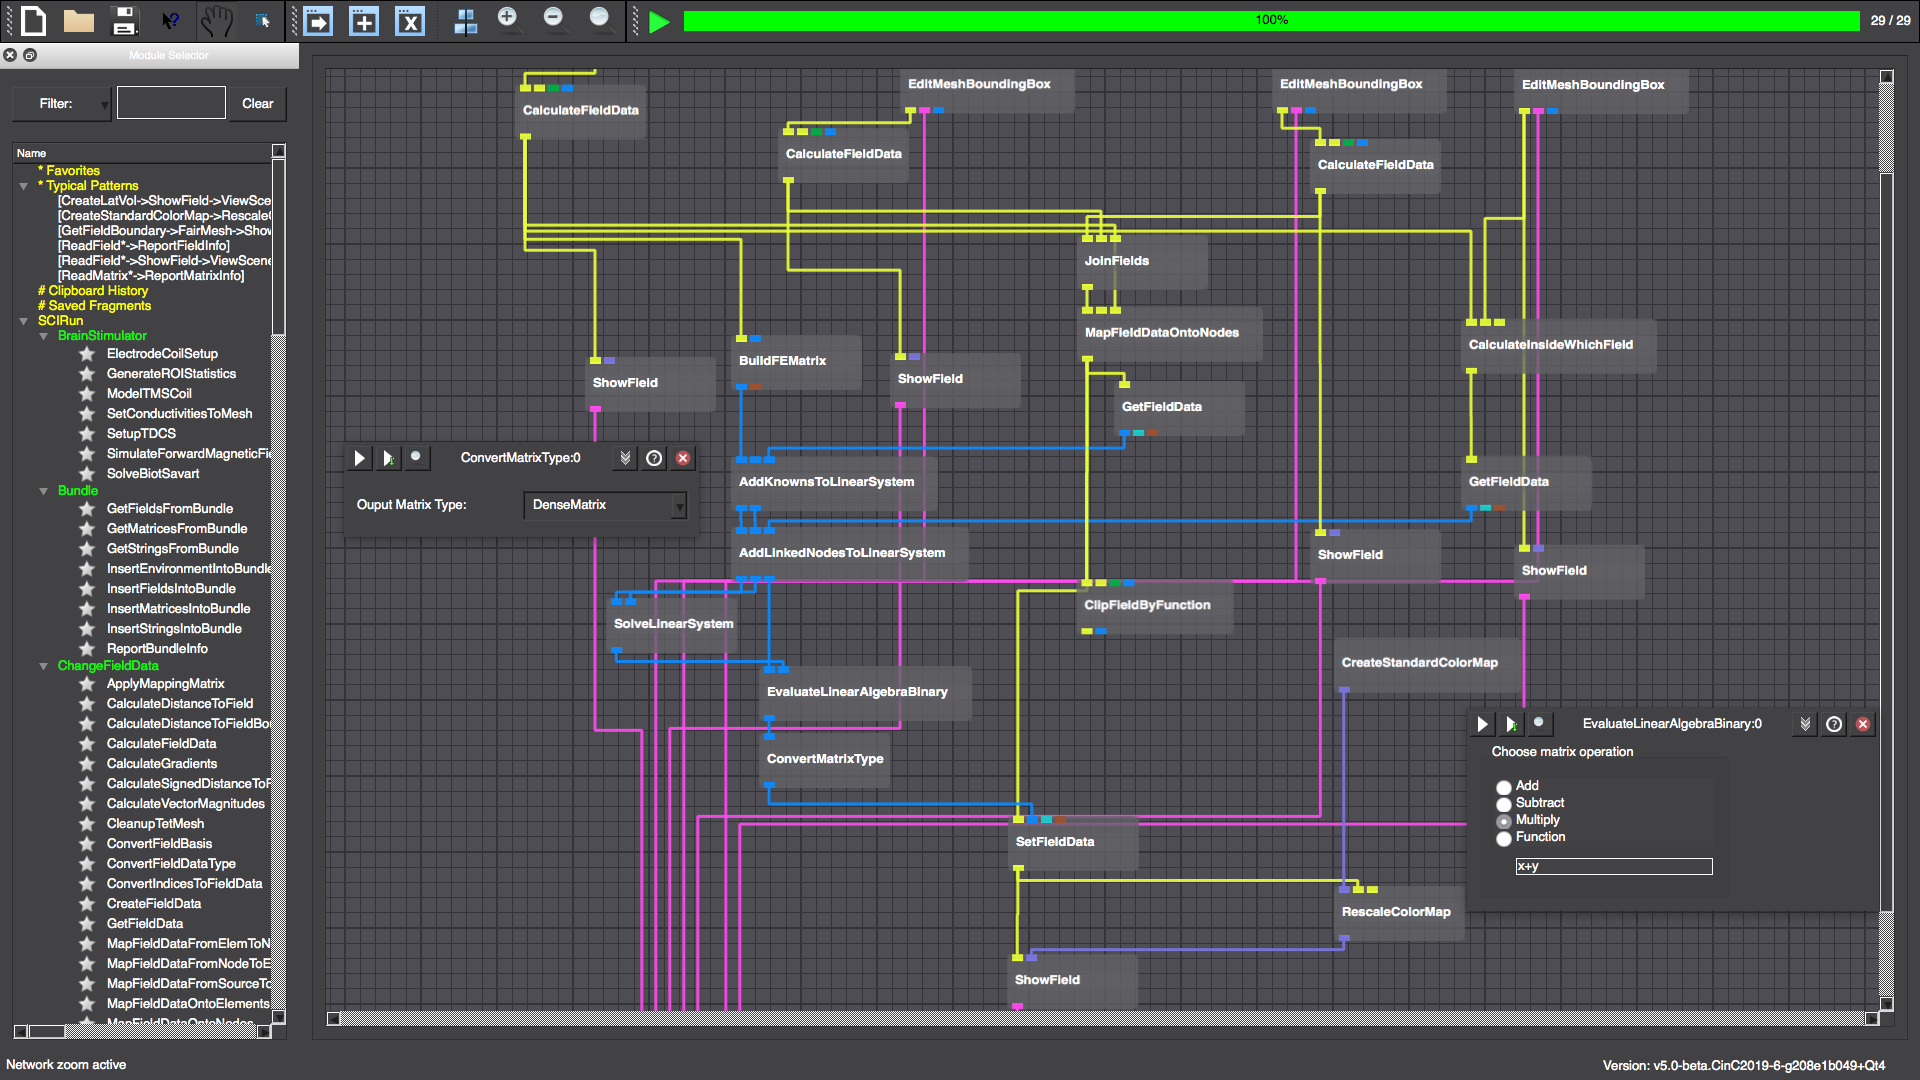 100%
29 / 29
Module Selector
Filter:
Clear
Name
* Favorites
* Typical Patterns
[CreateLatVol->ShowField->ViewSce
[CreateStandardColorMap->Rescale
[GetFieldBoundary->FairMesh->Sho
[ReadField*->ReportFieldInfo]
[ReadField*->ShowField->ViewScene
[ReadMatrix*->ReportMatrixInfo]
# Clipboard History
# Saved Fragments
SCIRun
BrainStimulator
ElectrodeCoilSetup
GenerateROIStatistics
ModelTMSCoil
SetConductivitiesToMesh
SetupTDCS
SimulateForwardMagneticFie
SolveBiotSavart
Bundle
GetFieldsFromBundle
GetMatricesFromBundle
GetStringsFromBundle
InsertEnvironmentIntoBundle
InsertFieldsIntoBundle
InsertMatricesIntoBundle
InsertStringsIntoBundle
ReportBundleInfo
ChangeFieldData
ApplyMappingMatrix
CalculateDistanceToField
CalculateDistanceToFieldBo
CalculateFieldData
CalculateGradients
CalculateSignedDistanceToF
CalculateVectorMagnitudes
CleanupTetMesh
ConvertFieldBasis
ConvertFieldDataType
ConvertIndicesToFieldData
CreateFieldData
GetFieldData
MapFieldDataFromElemToN
MapFieldDataFromNodeToE
MapFieldDataFromSourceTo
MapFieldDataOntoElements
MapFieldDataOntoNodes
EditMeshBoundingBox
EditMeshBoundingBox
EditMeshBoundingBox
CalculateFieldData
CalculateFieldData
CalculateFieldData
JoinFields
MapFieldDataOntoNodes
CalculateInsideWhichField
BuildFEMatrix
ShowField
ShowField
GetFieldData
ConvertMatrixType:0
Ouput Matrix Type:
DenseMatrix
AddKnownsToLinearSystem
GetFieldData
AddLinkedNodesToLinearSystem
ShowField
ShowField
ClipFieldByFunction
SolveLinearSystem
CreateStandardColorMap
EvaluateLinearAlgebraBinary
ConvertMatrixType
EvaluateLinearAlgebraBinary:0
Choose matrix operation
Add
Subtract
Multiply
Function
x+y
SetFieldData
RescaleColorMap
ShowField
Network zoom active
Version: v5.0-beta.CinC2019-6-g208e1b049+Qt4